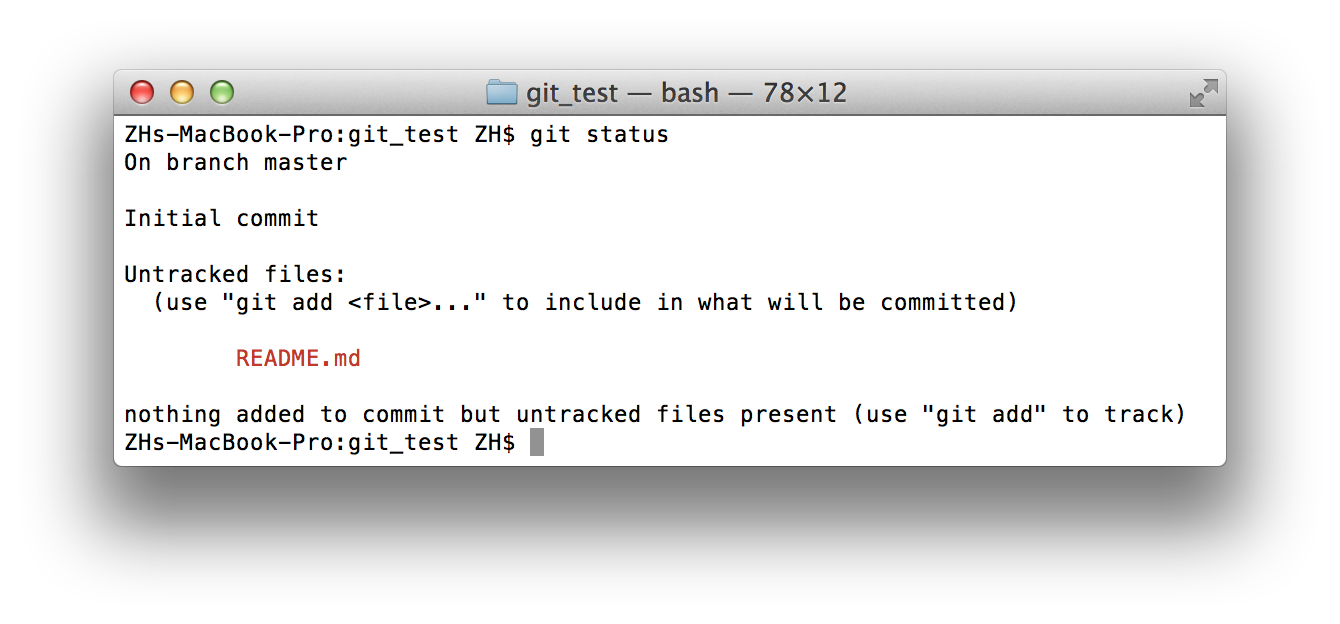 git_test — bash — 78×12
ZHs-MacBook-Pro:git_test ZH$ git status
On branch master
Initial commit
Untracked files:
(use "git add <file>..." to include in what will be committed)
README.md
nothing added to commit but untracked files present (use "git add" to track)
ZHs-MacBook-Pro:git_test ZH$